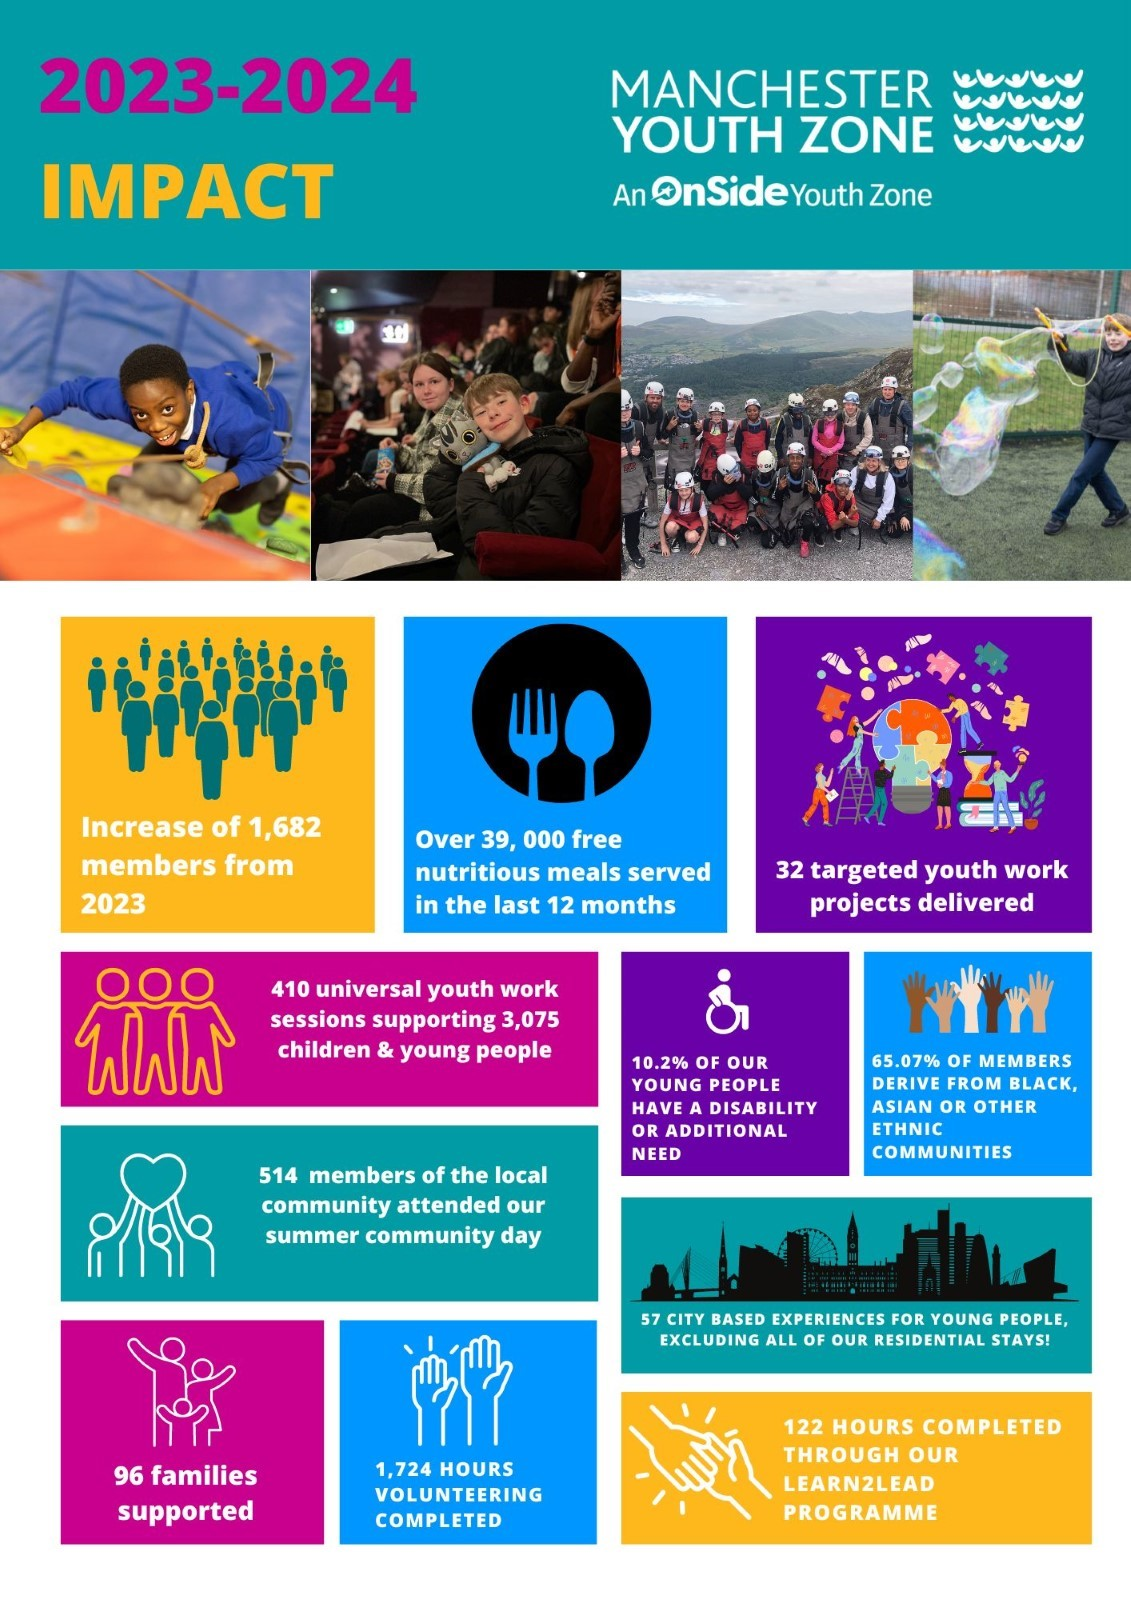 2023-2024
IMPACT
MANCHESTER
YOUTH ZONE
An OnSide Youth Zone
Increase of 1,682
members from
2023
Over 39, 000 free
nutritious meals served
in the last 12 months
32 targeted youth work
projects delivered
410 universal youth work
sessions supporting 3,075
children & young people
10.2% OF OUR
YOUNG PEOPLE
HAVE A DISABILITY
OR ADDITIONAL
NEED
65.07% OF MEMBERS
DERIVE FROM BLACK,
ASIAN OR OTHER
ETHNIC
COMMUNITIES
514 members of the local
community attended our
summer community day
57 CITY BASED EXPERIENCES FOR YOUNG PEOPLE,
EXCLUDING ALL OF OUR RESIDENTIAL STAYS!
96 families
supported
1,724 HOURS
VOLUNTEERING
COMPLETED
122 HOURS COMPLETED
THROUGH OUR
LEARN2LEAD
PROGRAMME